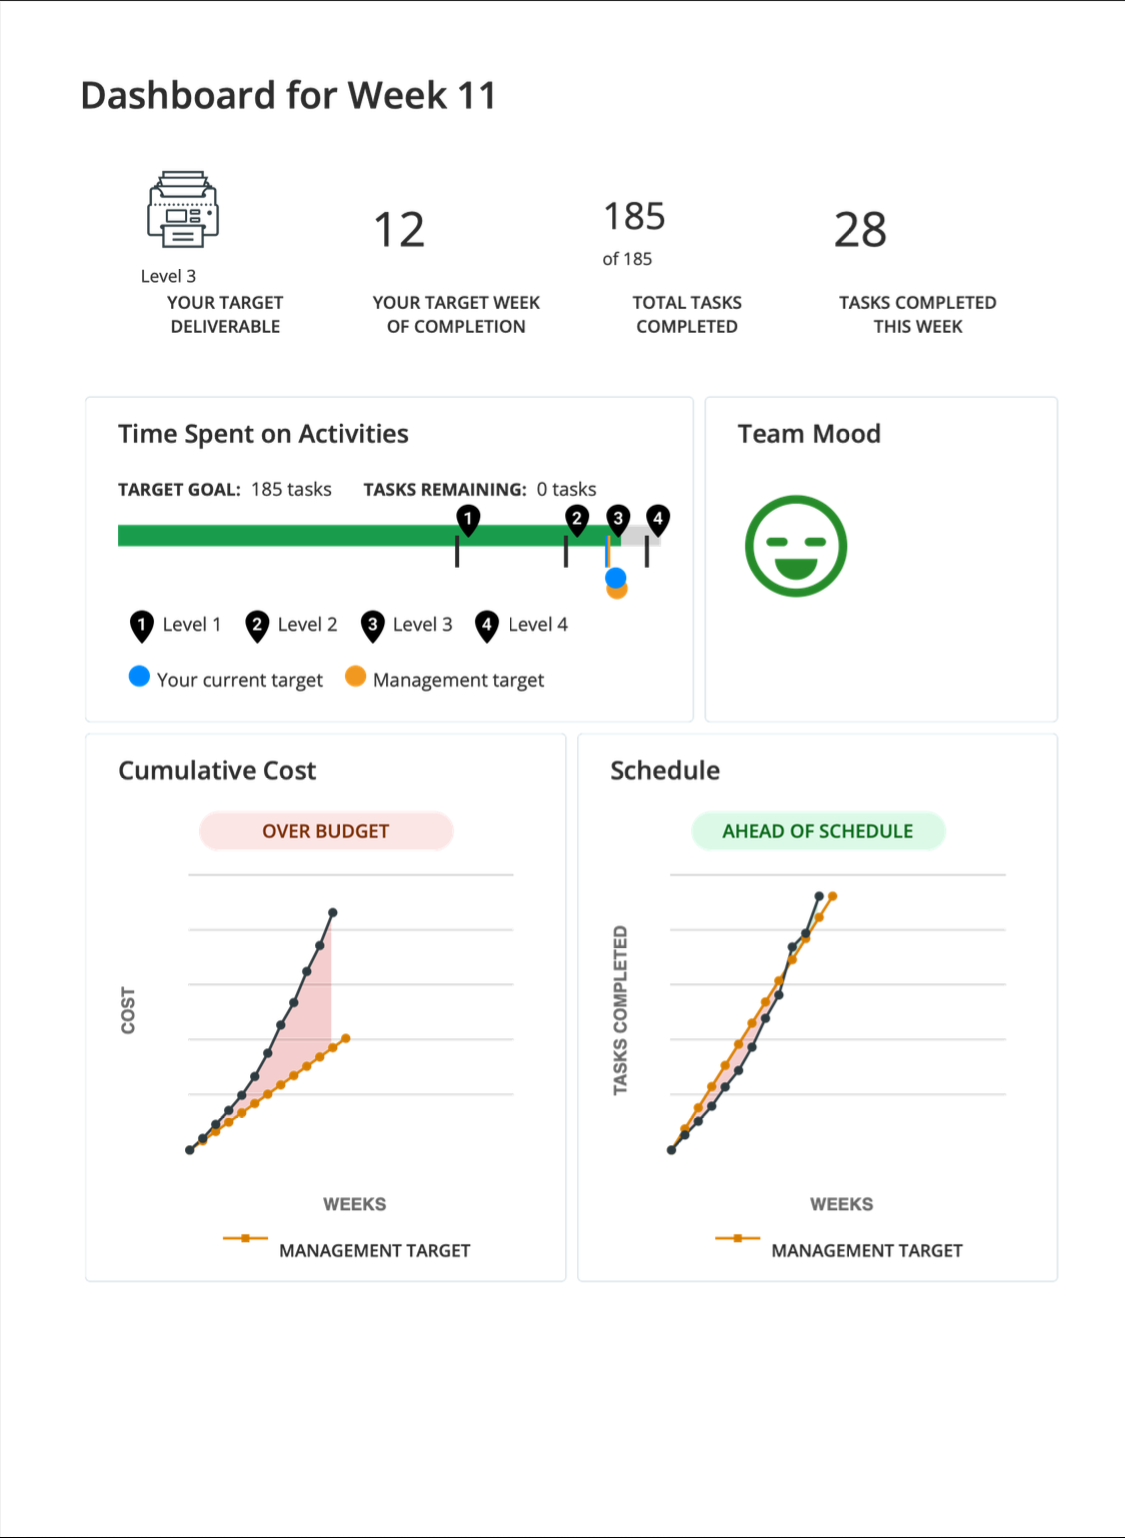 Dashboard for Week 11
Level 3
YOUR TARGET
DELIVERABLE
12
YOUR TARGET WEEK
OF COMPLETION
185
of 185
TOTAL TASKS
COMPLETED
28
TASKS COMPLETED
THIS WEEK
Time Spent on Activities
TARGET GOAL: 185 tasks TASKS REMAINING: 0 tasks
1 2 3 4
1 Level 1 2 Level 2 3 Level 3 4 Level 4
Your current target Management target
Team Mood
Cumulative Cost
OVER BUDGET
COST
WEEKS
MANAGEMENT TARGET
Schedule
AHEAD OF SCHEDULE
TASKS COMPLETED
WEEKS
MANAGEMENT TARGET